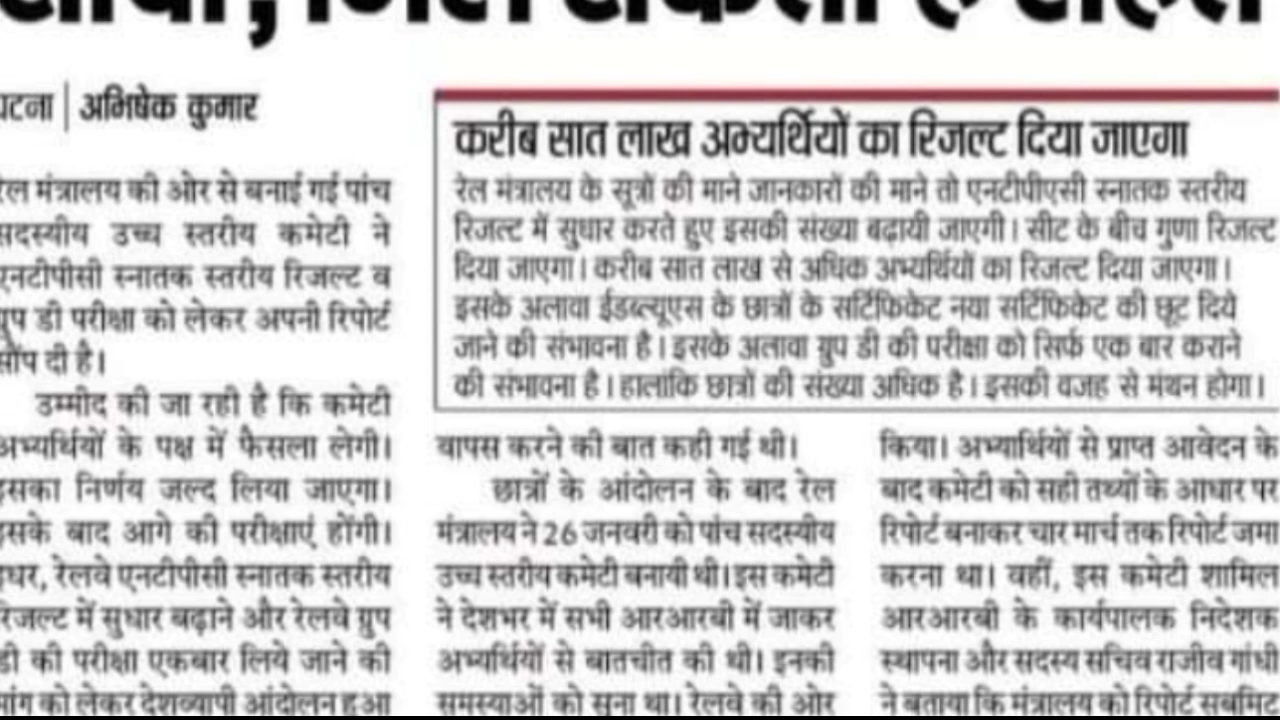 पटना | अभिषेक कुमार
रेल मंत्रालय की ओर से बनाई गई पांच
सदस्यीय उच्च स्तरीय कमेटी ने
एनटीपीसी स्नातक स्तरीय रिजल्ट व
ग्रुप डी परीक्षा को लेकर अपनी रिपोर्ट
सौंप दी है।
उम्मीद की जा रही है कि कमेटी
अभ्यर्थियों के पक्ष में फैसला लेगी।
इसका निर्णय जल्द लिया जाएगा।
इसके बाद आगे की परीक्षाएं होंगी।
इधर, रेलवे एनटीपीसी स्नातक स्तरीय
रिजल्ट में सुधार बढ़ाने और रेलवे ग्रुप
डी की परीक्षा एकबार लिये जाने की
मांग को लेकर देशव्यापी आंदोलन हुआ
करीब सात लाख अभ्यर्थियों का रिजल्ट दिया जाएगा
रेल मंत्रालय के सूत्रों की माने जानकारों की माने तो एनटीपीएसी स्नातक स्तरीय
रिजल्ट में सुधार करते हुए इसकी संख्या बढ़ायी जाएगी। सीट के बीच गुणा रिजल्ट
दिया जाएगा। करीब सात लाख से अधिक अभ्यर्थियों का रिजल्ट दिया जाएगा।
इसके अलावा ईडब्ल्यूएस के छात्रों के सर्टिफिकेट नया सर्टिफिकेट की छूट दिये
जाने की संभावना है। इसके अलावा ग्रुप डी की परीक्षा को सिर्फ एक बार कराने
की संभावना है। हालांकि छात्रों की संख्या अधिक है। इसकी वजह से मंथन होगा।
वापस करने की बात कही गई थी।
छात्रों के आंदोलन के बाद रेल
मंत्रालय ने 26 जनवरी को पांच सदस्यीय
उच्च स्तरीय कमेटी बनायी थी। इस कमेटी
ने देशभर में सभी आरआरबी में जाकर
अभ्यर्थियों से बातचीत की थी। इनकी
समस्याओं को सुना था। रेलवे की ओर
किया। अभ्यार्थियों से प्राप्त आवेदन के
बाद कमेटी को सही तथ्यों के आधार पर
रिपोर्ट बनाकर चार मार्च तक रिपोर्ट जमा
करना था। वहीं, इस कमेटी शामिल
आरआरबी के कार्यपालक निदेशक
स्थापना और सदस्य सचिव राजीव गांधी
ने बताया कि मंत्रालय को रिपोर्ट सबमिट